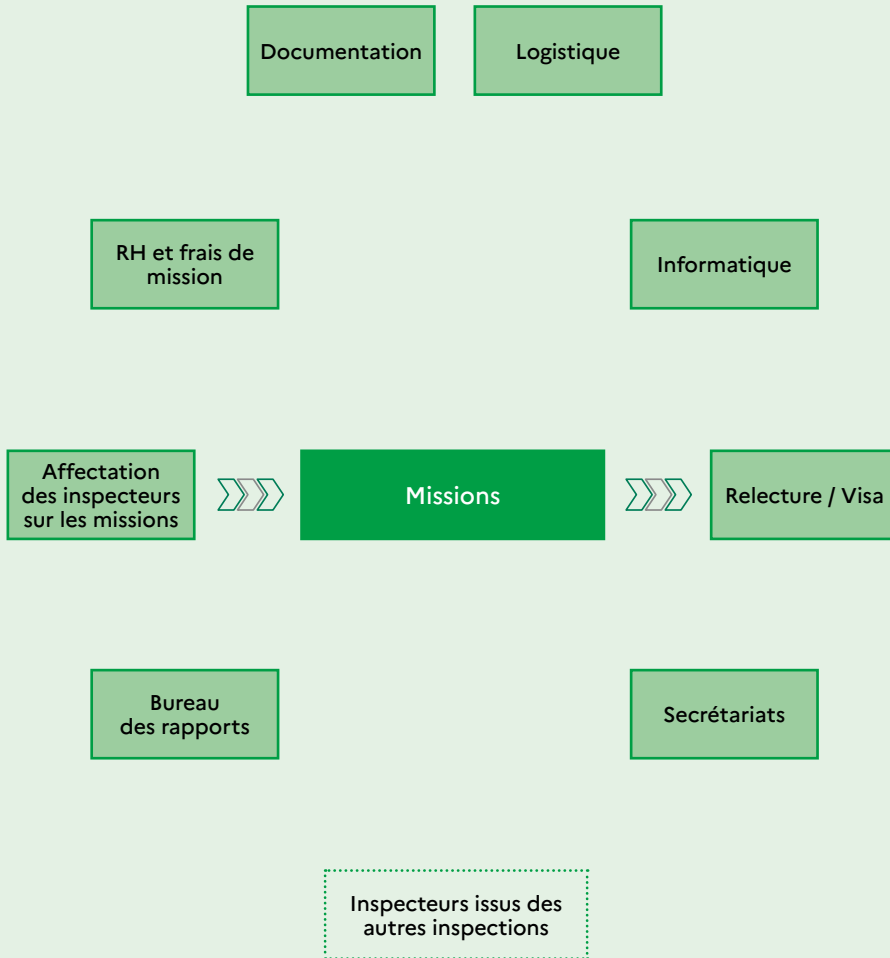 Documentation
Logistique
RH et frais de
mission
Informatique
Affectation
des inspecteurs
sur les missions
Missions
Relecture / Visa
Bureau
des rapports
Secrétariats
Inspecteurs issus des
autres inspections